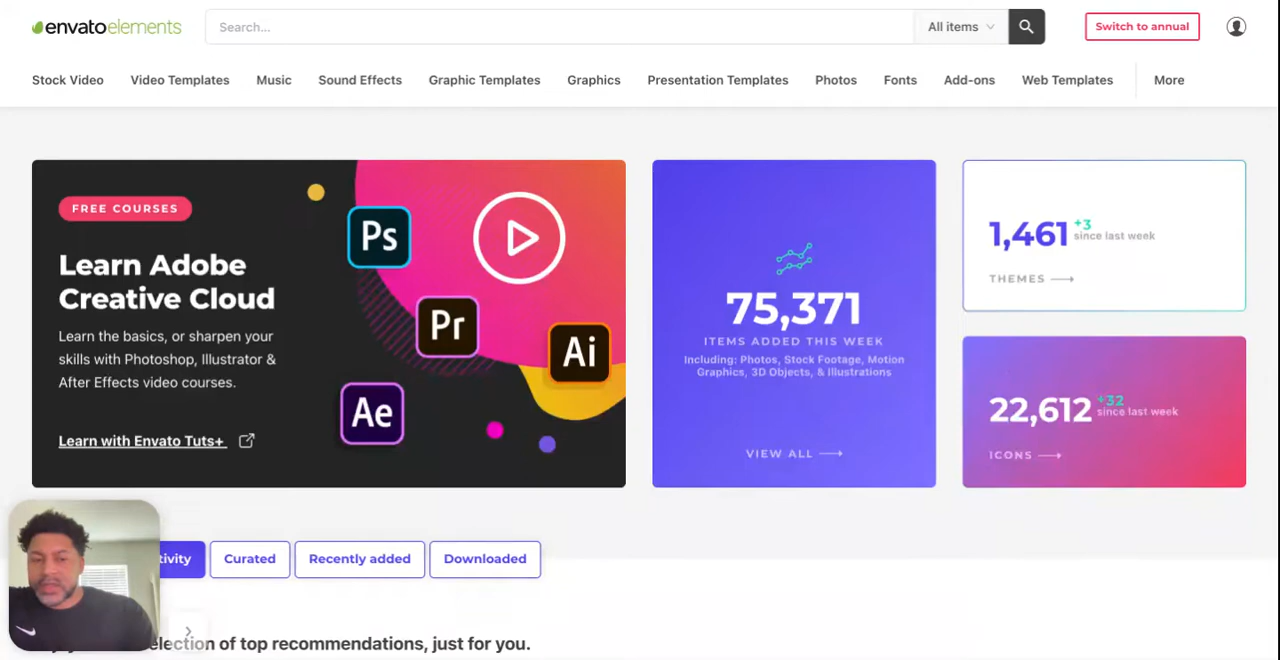 envatoelements
Search...
All items
Switch to annual
Stock Video
Video Templates
Music
Sound Effects
Graphic Templates
Graphics
Presentation Templates
Photos
Fonts
Add-ons
Web Templates
More
FREE COURSES
Learn Adobe
Creative Cloud
Learn the basics, or sharpen your
skills with Photoshop, Illustrator &
After Effects video courses.
Learn with Envato Tuts+
Ps
Pr
Ai
Ae
75,371
ITEMS ADDED THIS WEEK
Including: Photos, Stock Footage, Motion
Graphics, 3D Objects, & Illustrations
VIEW ALL
1,461 +3
since last week
THEMES
22,612 +32
since last week
ICONS
tivity
Curated
Recently added
Downloaded
election of top recommendations, just for you.